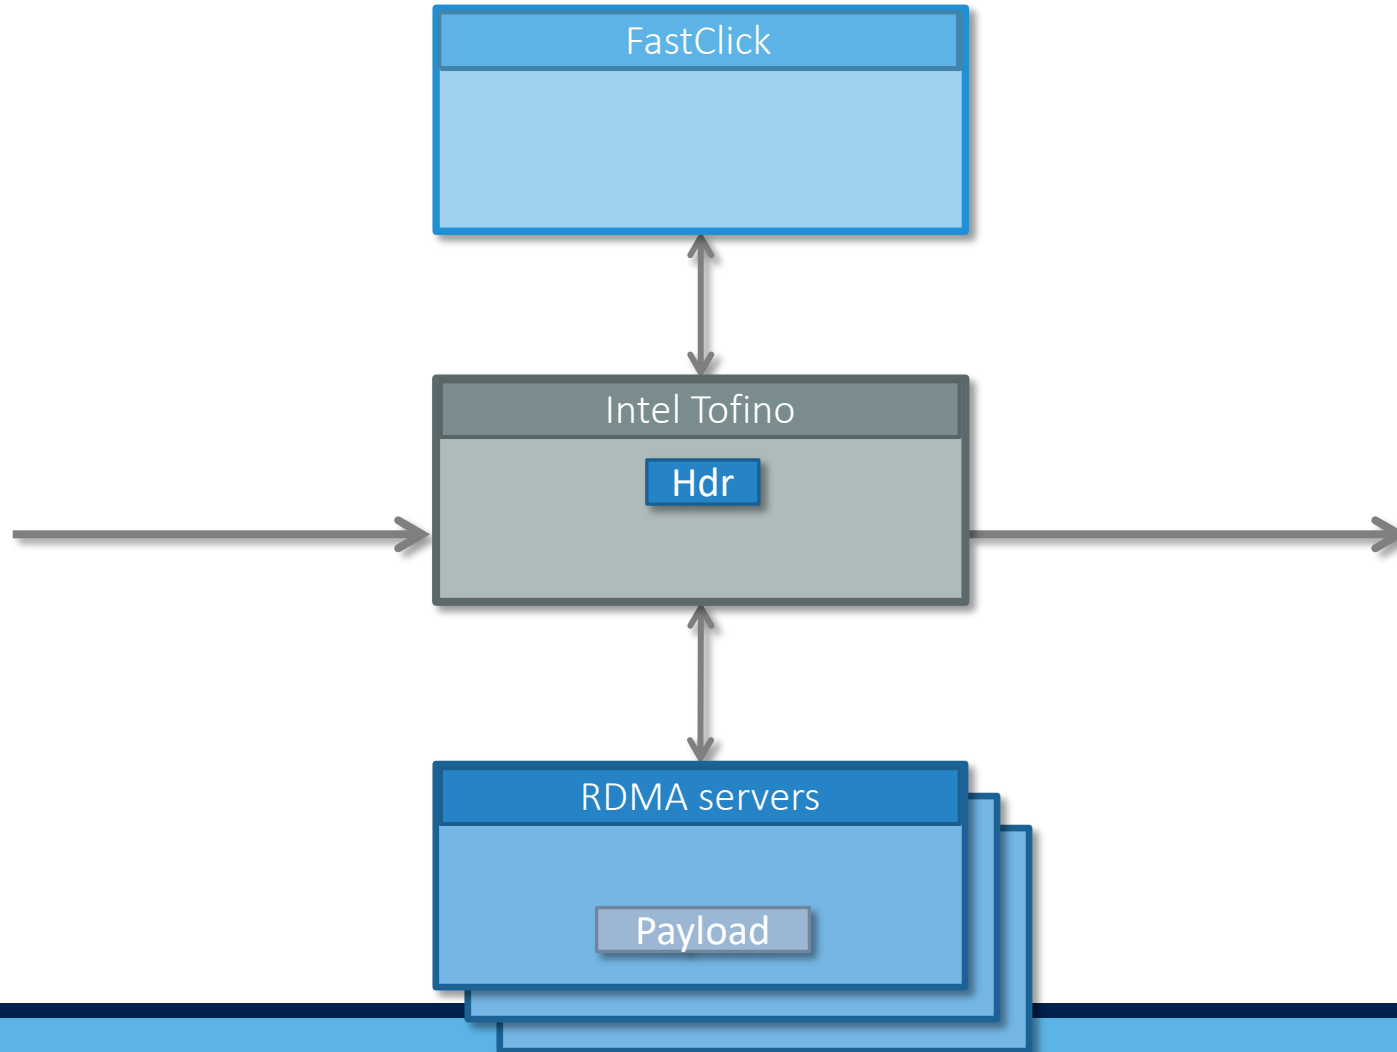 FastClick
Intel Tofino
Hdr
RDMA servers
Payload